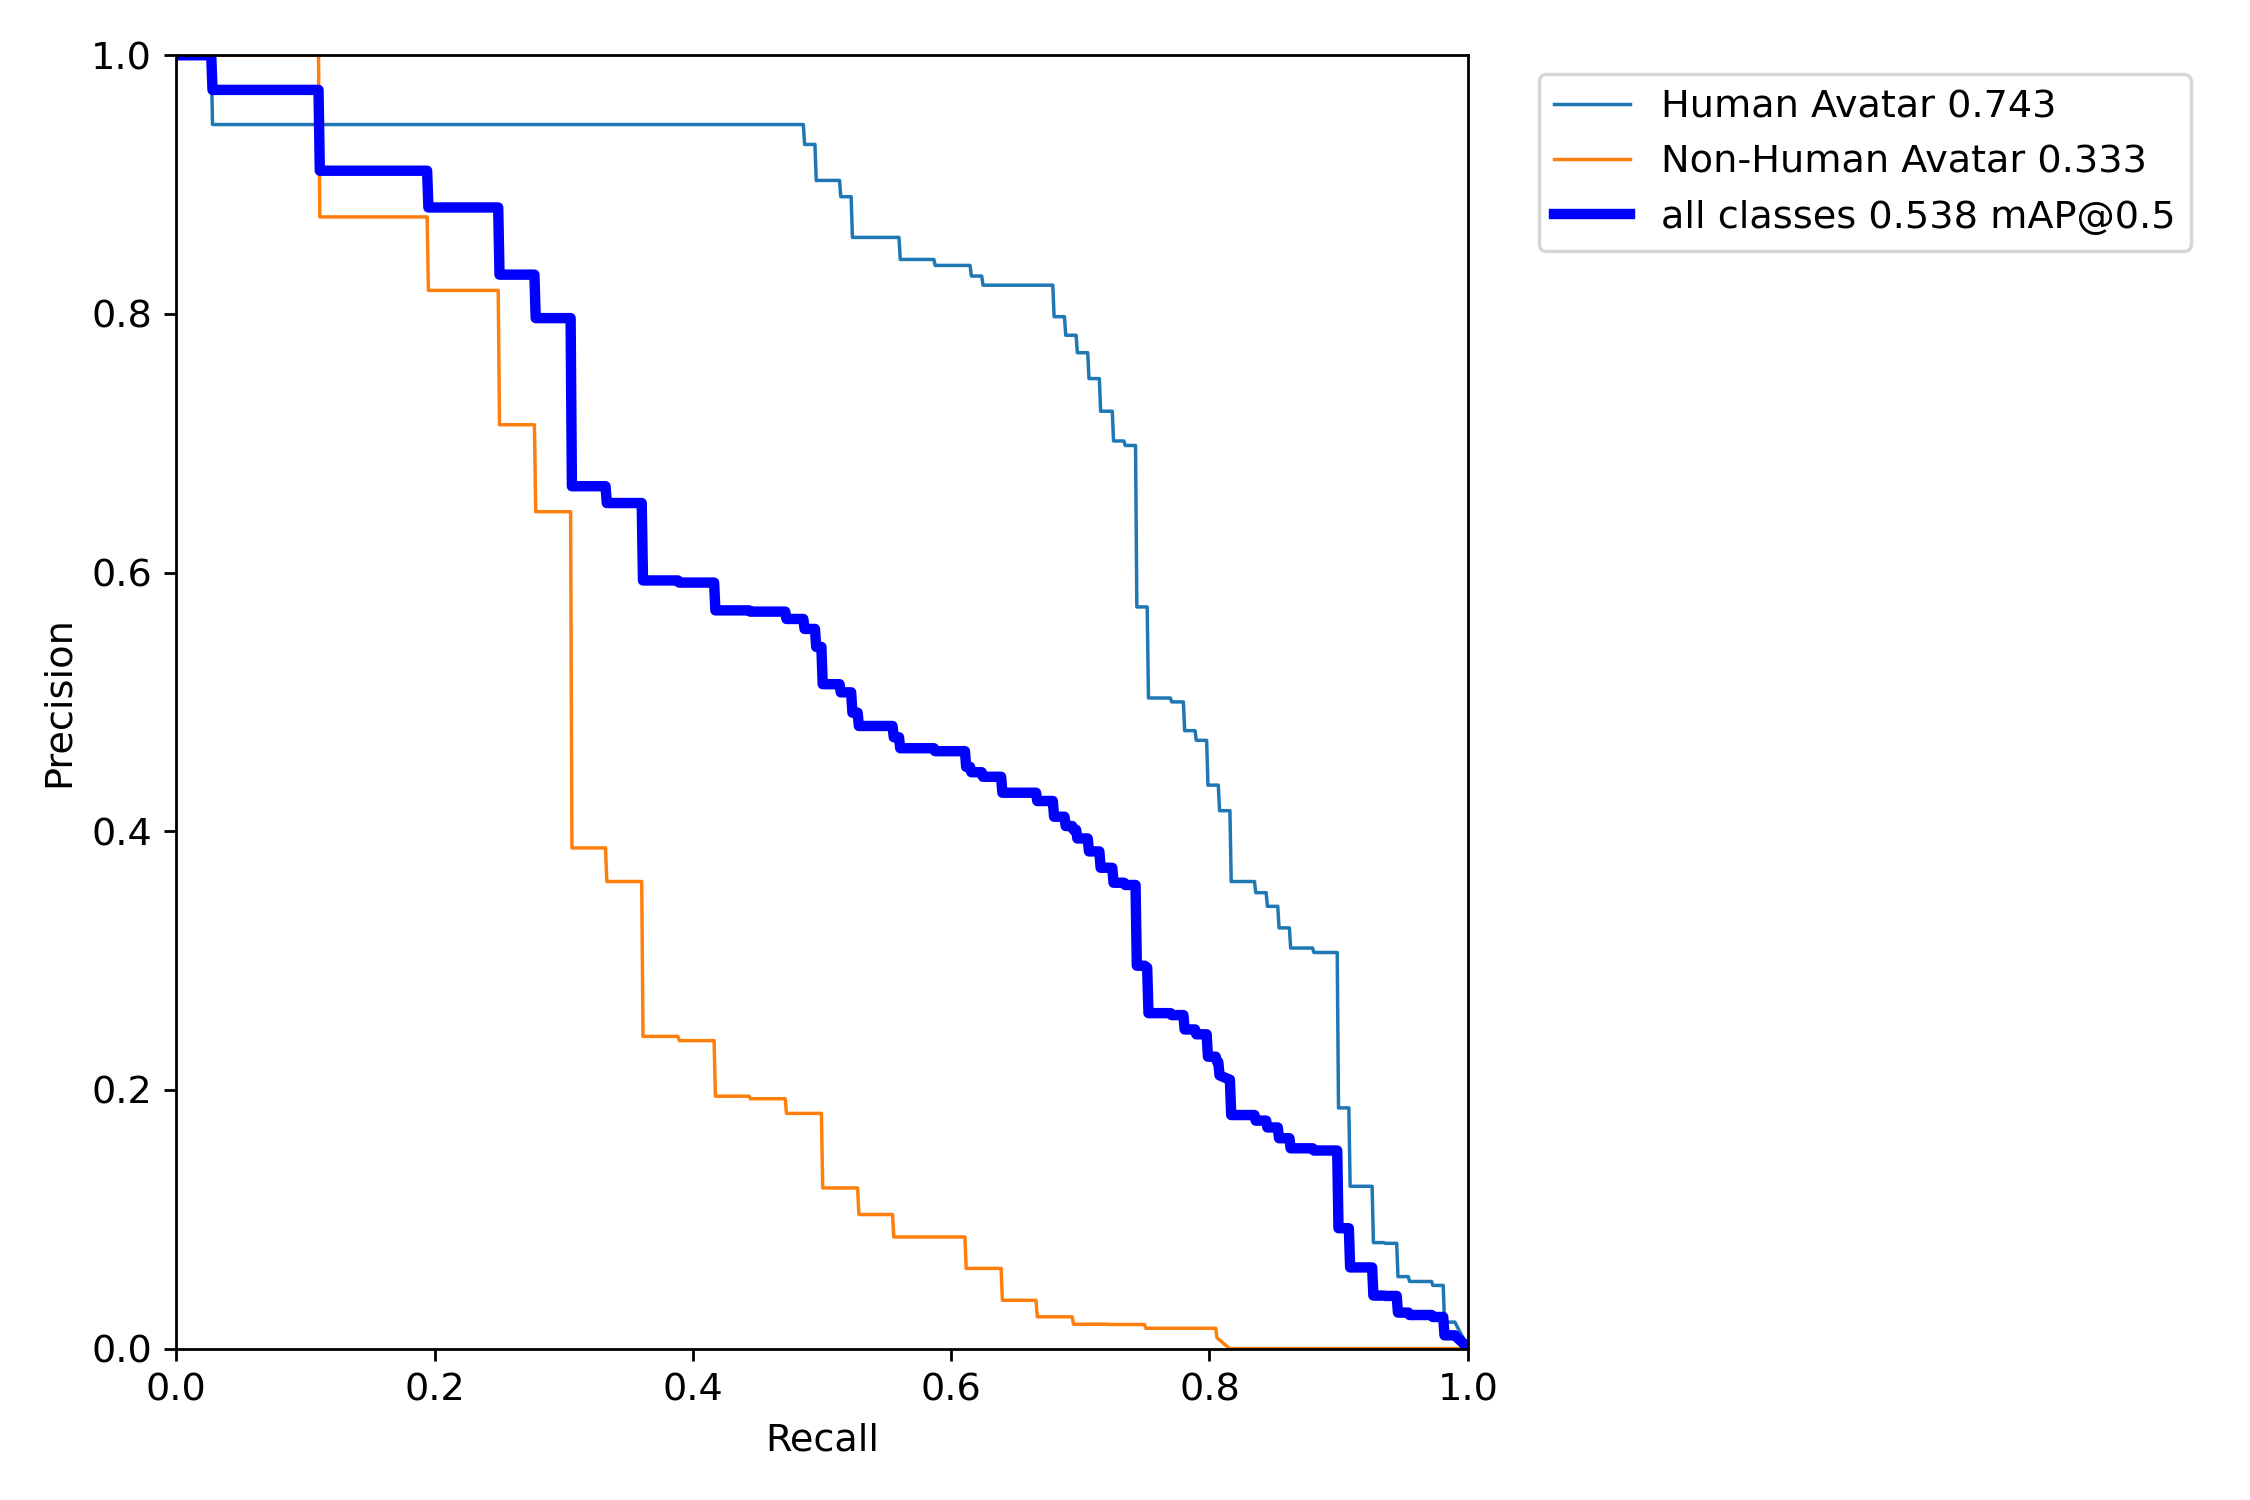 1.0
0.8
0.6
0.4
0.2
0.0
Precision
0.0 0.2 0.4 0.6 0.8 1.0
Recall
Human Avatar 0.743
Non-Human Avatar 0.333
all classes 0.538 mAP@0.5